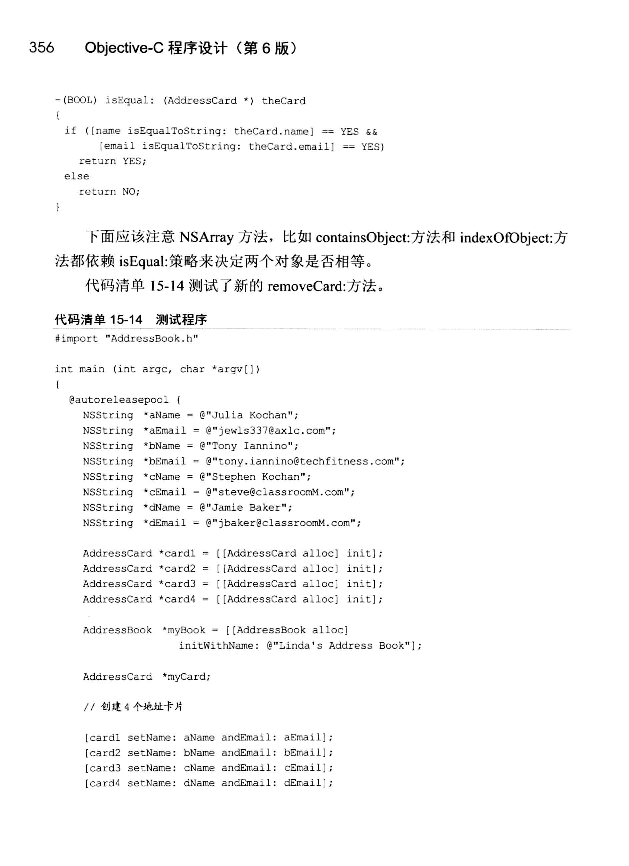 356 Objective-C 程序设计（第 6 版）
-(BOOL) isEqual: (AddressCard *) theCard
{
if ([name isEqualToString: theCard.name] == YES &&
[email isEqualToString: theCard.email] == YES)
return YES;
else
return NO;
}
下面应该注意 NSArray 方法，比如 containsObject:方法和 indexOfObject:方
法都依赖 isEqual:策略来决定两个对象是否相等。
代码清单 15-14 测试了新的 removeCard:方法。
代码清单 15-14 测试程序
#import "AddressBook.h"
int main (int argc, char *argv[])
{
@autoreleasepool {
NSString *aName = @"Julia Kochan";
NSString *aEmail = @"jewls337@axlc.com";
NSString *bName = @"Tony Iannino";
NSString *bEmail = @"tony.iannino@techfitness.com";
NSString *cName = @"Stephen Kochan";
NSString *cEmail = @"steve@classroomM.com";
NSString *dName = @"Jamie Baker";
NSString *dEmail = @"jbaker@classroomM.com";
AddressCard *card1 = [[AddressCard alloc] init];
AddressCard *card2 = [[AddressCard alloc] init];
AddressCard *card3 = [[AddressCard alloc] init];
AddressCard *card4 = [[AddressCard alloc] init];
AddressBook *myBook = [[AddressBook alloc]
initWithName: @"Linda's Address Book"];
AddressCard *myCard;
// 创建 4 个地址卡片
[card1 setName: aName andEmail: aEmail];
[card2 setName: bName andEmail: bEmail];
[card3 setName: cName andEmail: cEmail];
[card4 setName: dName andEmail: dEmail];